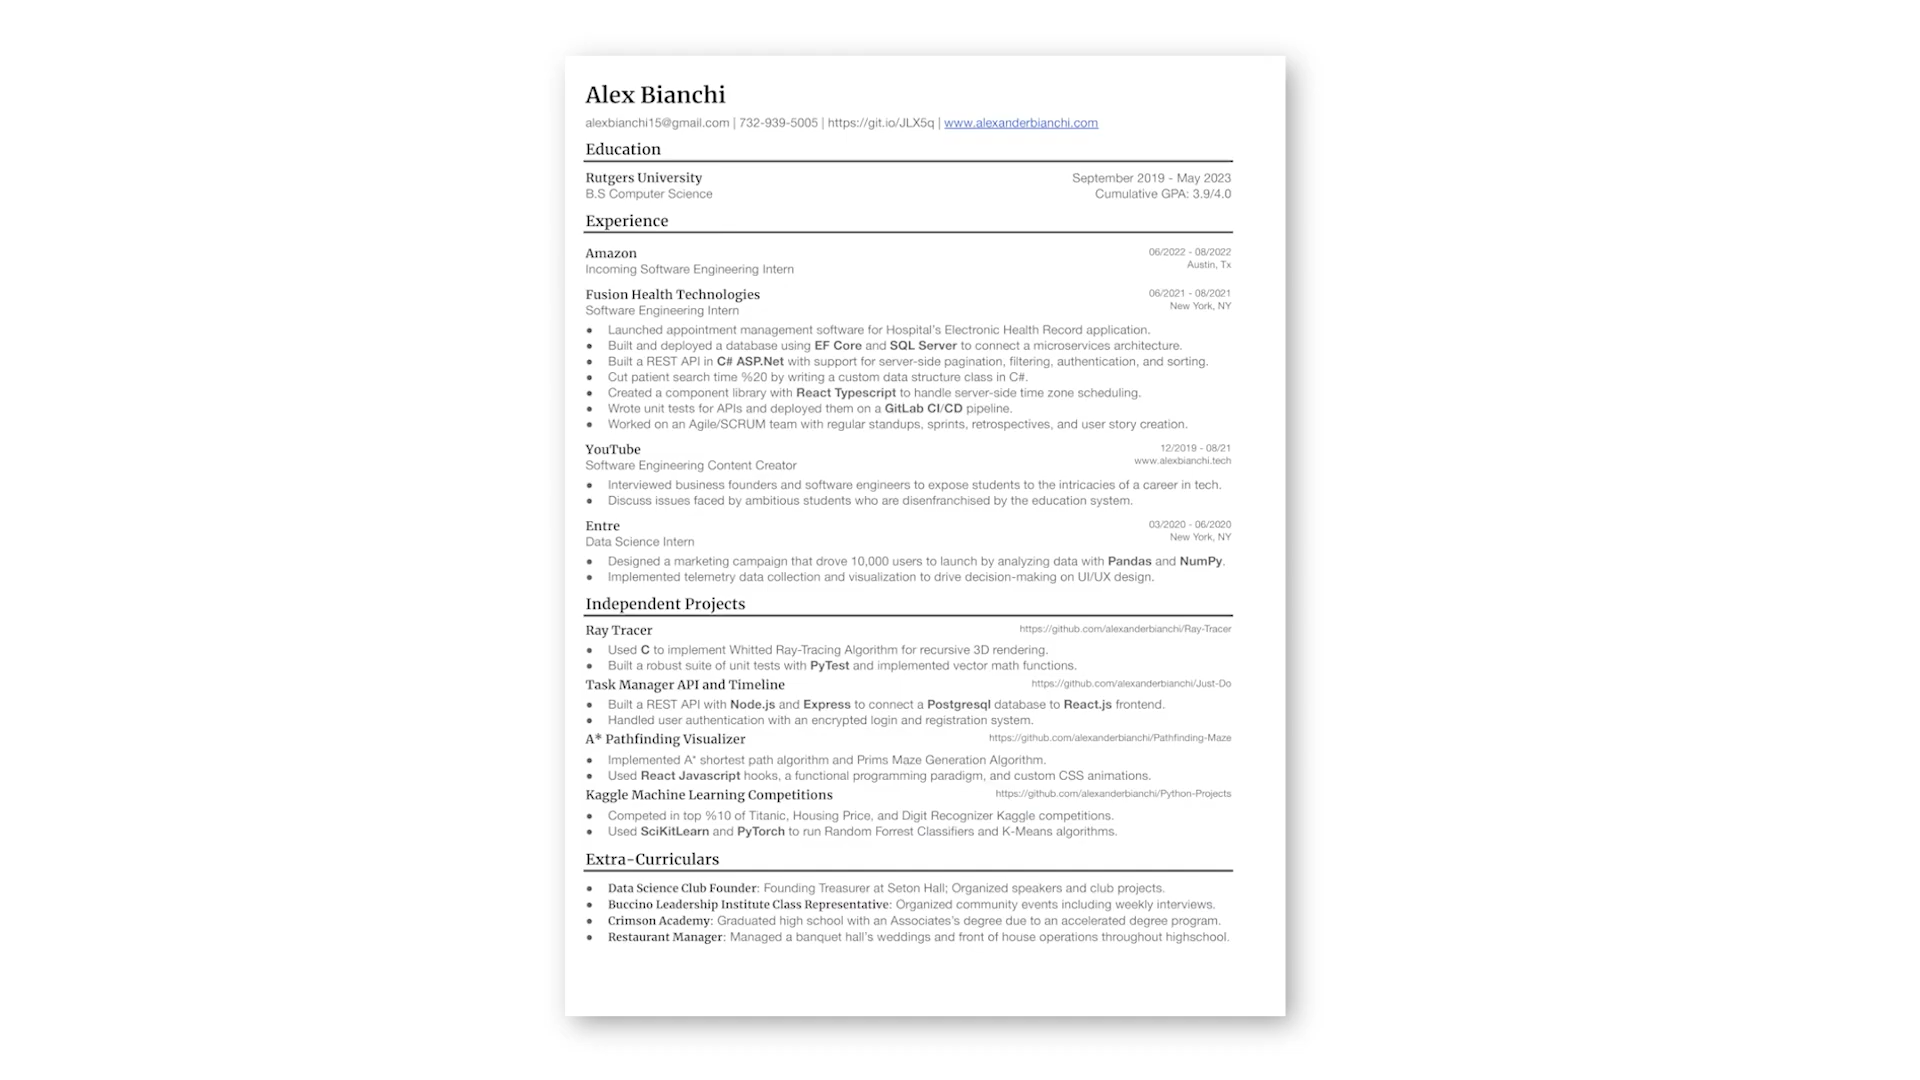 Alex Bianchi
alexbianchi15@gmail.com | 732-939-5005 | https://git.io/JLX5q | www.alexanderbianchi.com
Education
Rutgers University September 2019 - May 2023
B.S Computer Science Cumulative GPA: 3.9/4.0
Experience
Amazon 06/2022 - 08/2022
Incoming Software Engineering Intern Austin, Tx
Fusion Health Technologies 06/2021 - 08/2021
Software Engineering Intern New York, NY
● Launched appointment management software for Hospital's Electronic Health Record application.
● Built and deployed a database using EF Core and SQL Server to connect a microservices architecture.
● Built a REST API in C# ASP.Net with support for server-side pagination, filtering, authentication, and sorting.
● Cut patient search time %20 by writing a custom data structure class in C#.
● Created a component library with React Typescript to handle server-side time zone scheduling.
● Wrote unit tests for APIs and deployed them on a GitLab CI/CD pipeline.
● Worked on an Agile/SCRUM team with regular standups, sprints, retrospectives, and user story creation.
YouTube 12/2019 - 08/21
Software Engineering Content Creator www.alexbianchi.tech
● Interviewed business founders and software engineers to expose students to the intricacies of a career in tech.
● Discuss issues faced by ambitious students who are disenfranchised by the education system.
Entre 03/2020 - 06/2020
Data Science Intern New York, NY
● Designed a marketing campaign that drove 10,000 users to launch by analyzing data with Pandas and NumPy.
● Implemented telemetry data collection and visualization to drive decision-making on UI/UX design.
Independent Projects
Ray Tracer https://github.com/alexanderbianchi/Ray-Tracer
● Used C to implement Whitted Ray-Tracing Algorithm for recursive 3D rendering.
● Built a robust suite of unit tests with PyTest and implemented vector math functions.
Task Manager API and Timeline https://github.com/alexanderbianchi/Just-Do
● Built a REST API with Node.js and Express to connect a Postgresql database to React.js frontend.
● Handled user authentication with an encrypted login and registration system.
A* Pathfinding Visualizer https://github.com/alexanderbianchi/Pathfinding-Maze
● Implemented A* shortest path algorithm and Prims Maze Generation Algorithm.
● Used React Javascript hooks, a functional programming paradigm, and custom CSS animations.
Kaggle Machine Learning Competitions https://github.com/alexanderbianchi/Python-Projects
● Competed in top %10 of Titanic, Housing Price, and Digit Recognizer Kaggle competitions.
● Used SciKitLearn and PyTorch to run Random Forrest Classifiers and K-Means algorithms.
Extra-Curriculars
● Data Science Club Founder: Founding Treasurer at Seton Hall; Organized speakers and club projects.
● Buccino Leadership Institute Class Representative: Organized community events including weekly interviews.
● Crimson Academy: Graduated high school with an Associates's degree due to an accelerated degree program.
● Restaurant Manager: Managed a banquet hall's weddings and front of house operations throughout highschool.